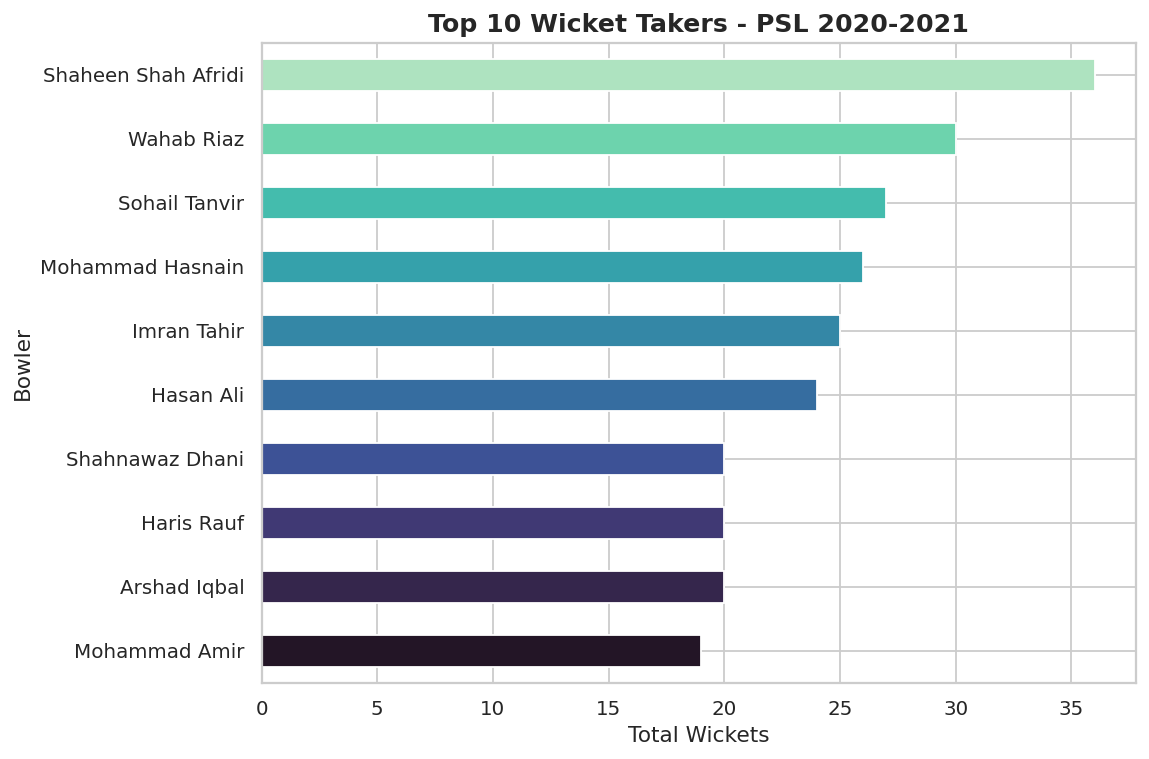 Top 10 Wicket Takers - PSL 2020-2021
Shaheen Shah Afridi
Wahab Riaz
Sohail Tanvir
Mohammad Hasnain
Imran Tahir
Hasan Ali
Shahnawaz Dhani
Haris Rauf
Arshad Iqbal
Mohammad Amir
Bowler
0 5 10 15 20 25 30 35
Total Wickets